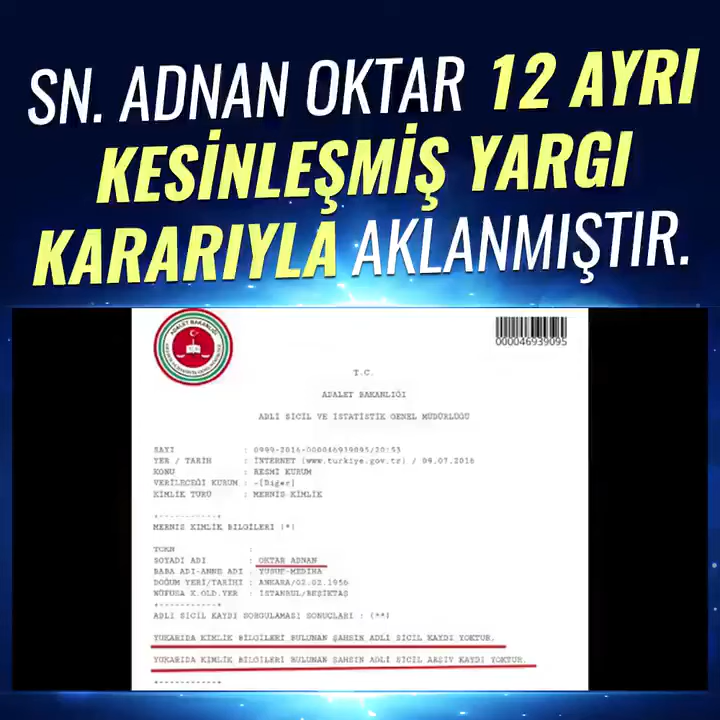 SN. ADNAN OKTAR 12 AYRI
KESİNLEŞMİŞ YARGI
KARARIYLA AKLANMIŞTIR.
ADALET BAKANLIĞI
000046939095
T.C.
ADALET BAKANLIĞI
ADLİ SİCİL VE İSTATİSTİK GENEL MÜDÜRLÜĞÜ
SAYI : 0999-2016-000046939095/20:53
YER / TARİH : İNTERNET (www.turkiye.gov.tr) / 09.07.2016
KONU : RESMİ KURUM
VERİLECEĞİ KURUM : -[Diğer]
KİMLİK TÜRÜ : MERNİS-KİMLİK
+-----------+
MERNİS KİMLİK BİLGİLERİ (*)
TCKN :
SOYADI ADI : OKTAR ADNAN
BABA ADI-ANNE ADI : YUSUF-MEDİHA
DOĞUM YERİ/TARİHİ : ANKARA/02.02.1956
NÜFUSA K.OLD.YER : İSTANBUL/BEŞİKTAŞ
+-----------+
ADLİ SİCİL KAYDI SORGULAMASI SONUÇLARI : (**)
YUKARIDA KİMLİK BİLGİLERİ BULUNAN ŞAHSIN ADLİ SİCİL KAYDI YOKTUR.
YUKARIDA KİMLİK BİLGİLERİ BULUNAN ŞAHSIN ADLİ SİCİL ARŞİV KAYDI YOKTUR.
+-----------+